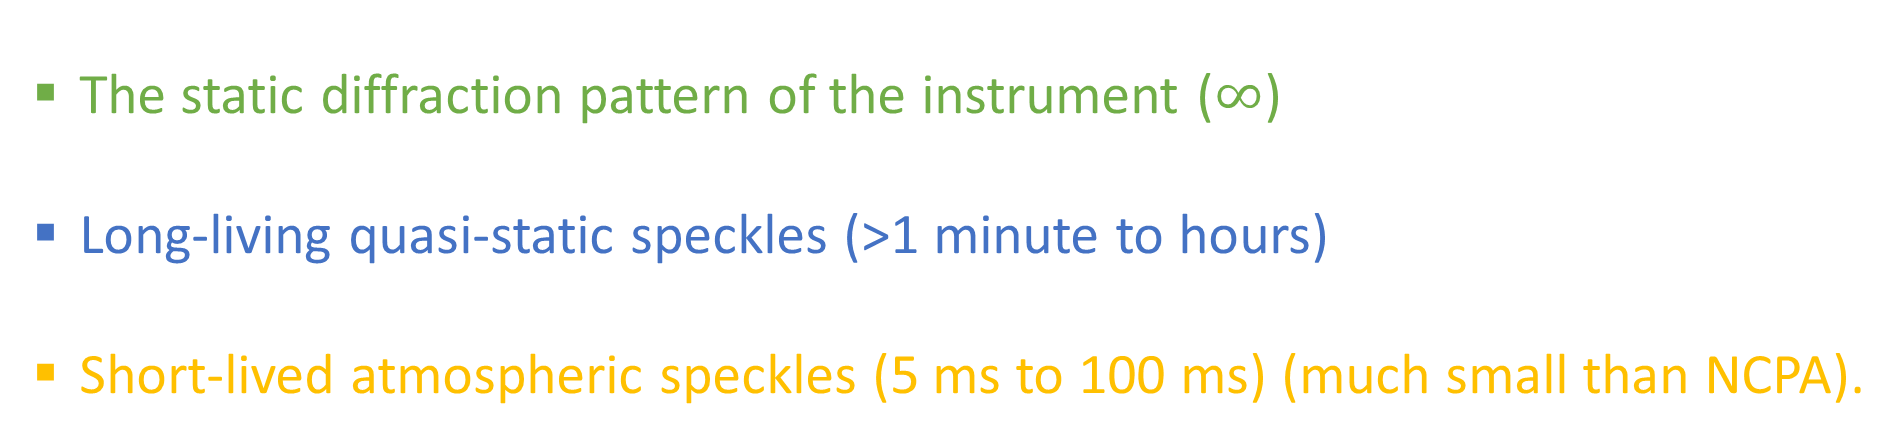 ▪ The static diffraction pattern of the instrument (∞)
▪ Long-living quasi-static speckles (>1 minute to hours)
▪ Short-lived atmospheric speckles (5 ms to 100 ms) (much small than NCPA).